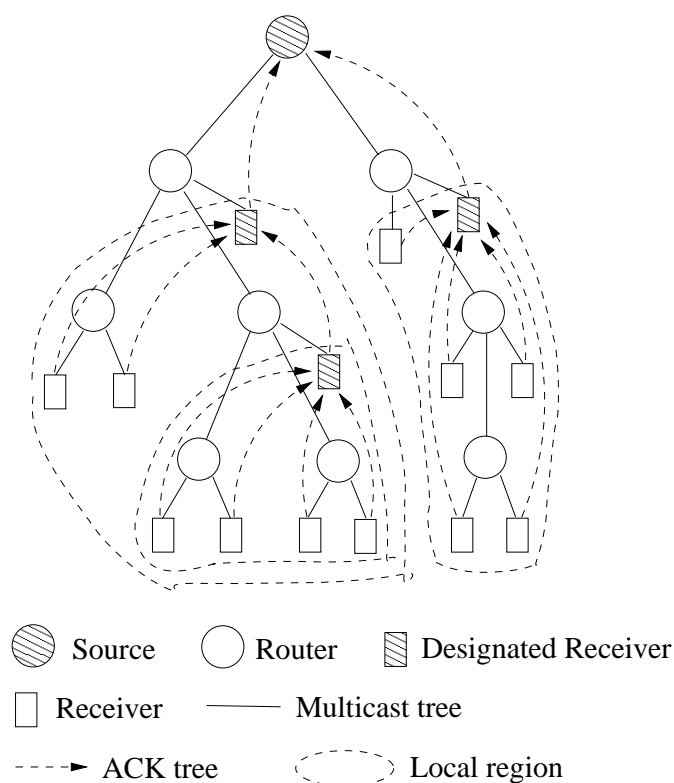 Source Router Designated Receiver
Receiver Multicast tree
ACK tree Local region